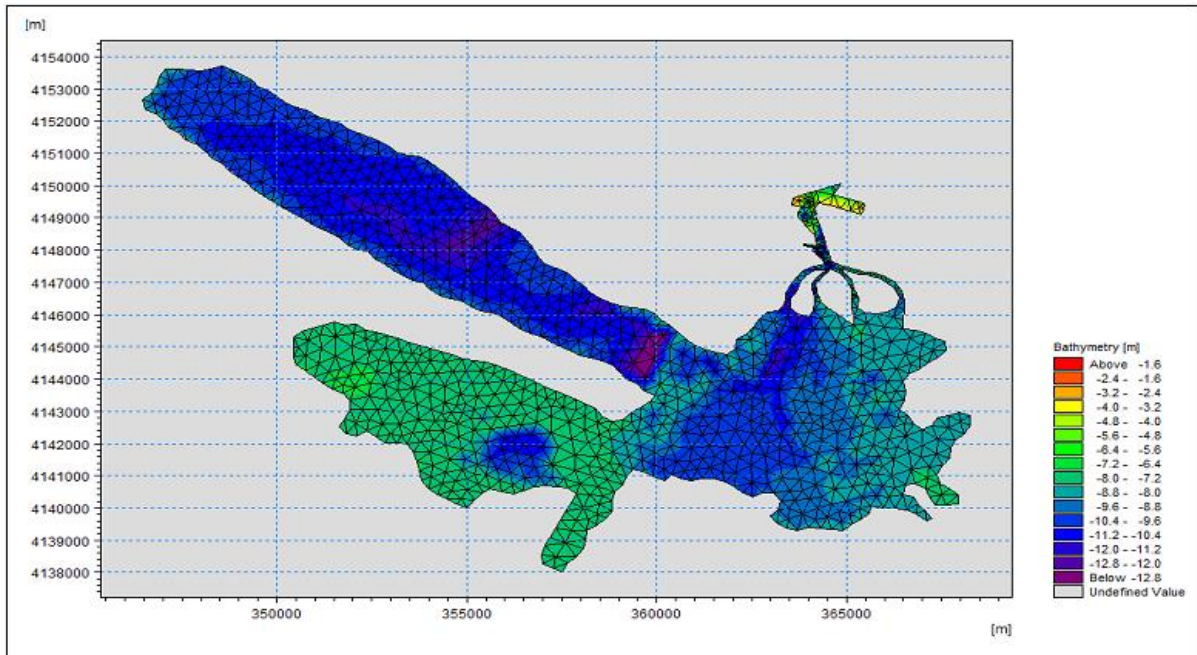 [m]
4154000
4153000
4152000
4151000
4150000
4149000
4148000
4147000
4146000
4145000
4144000
4143000
4142000
4141000
4140000
4139000
4138000
350000 355000 360000 365000
[m]
Bathymetry [m]
Above -1.6
-2.4 - -1.6
-3.2 - -2.4
-4.0 - -3.2
-4.8 - -4.0
-5.6 - -4.8
-6.4 - -5.6
-7.2 - -6.4
-8.0 - -7.2
-8.8 - -8.0
-9.6 - -8.8
-10.4 - -9.6
-11.2 - -10.4
-12.0 - -11.2
-12.8 - -12.0
Below -12.8
Undefined Value